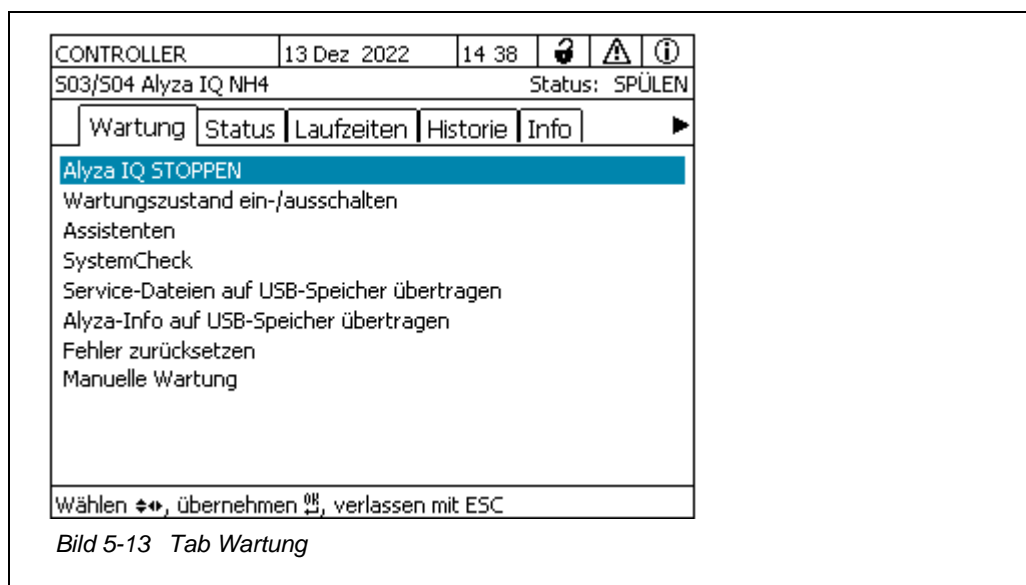 CONTROLLER 13 Dez 2022 14 38
S03/S04 Alyza IQ NH4 Status: SPÜLEN
Wartung Status Laufzeiten Historie Info
Alyza IQ STOPPEN
Wartungszustand ein-/ausschalten
Assistenten
SystemCheck
Service-Dateien auf USB-Speicher übertragen
Alyza-Info auf USB-Speicher übertragen
Fehler zurücksetzen
Manuelle Wartung
Wählen, übernehmen OK, verlassen mit ESC
Bild 5-13 Tab Wartung